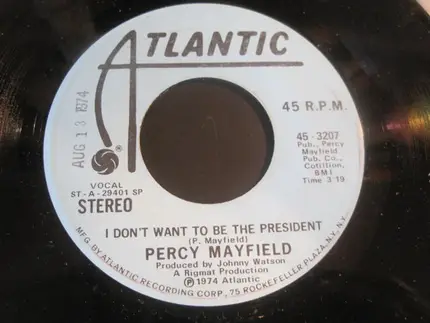 ATLANTIC
AUG 13 1974
45 R.P.M.
45-3207
Pub., Percy
Mayfield
Pub. Co.,
Cotillion,
BMI
Time 3:19
VOCAL
ST-A-29401 SP
STEREO
I DON'T WANT TO BE THE PRESIDENT
(P. Mayfield)
PERCY MAYFIELD
Produced by Johnny Watson
A Rigmat Production
℗ 1974 Atlantic
MFG BY ATLANTIC RECORDING CORP., 75 ROCKEFELLER PLAZA, N.Y., N.Y.